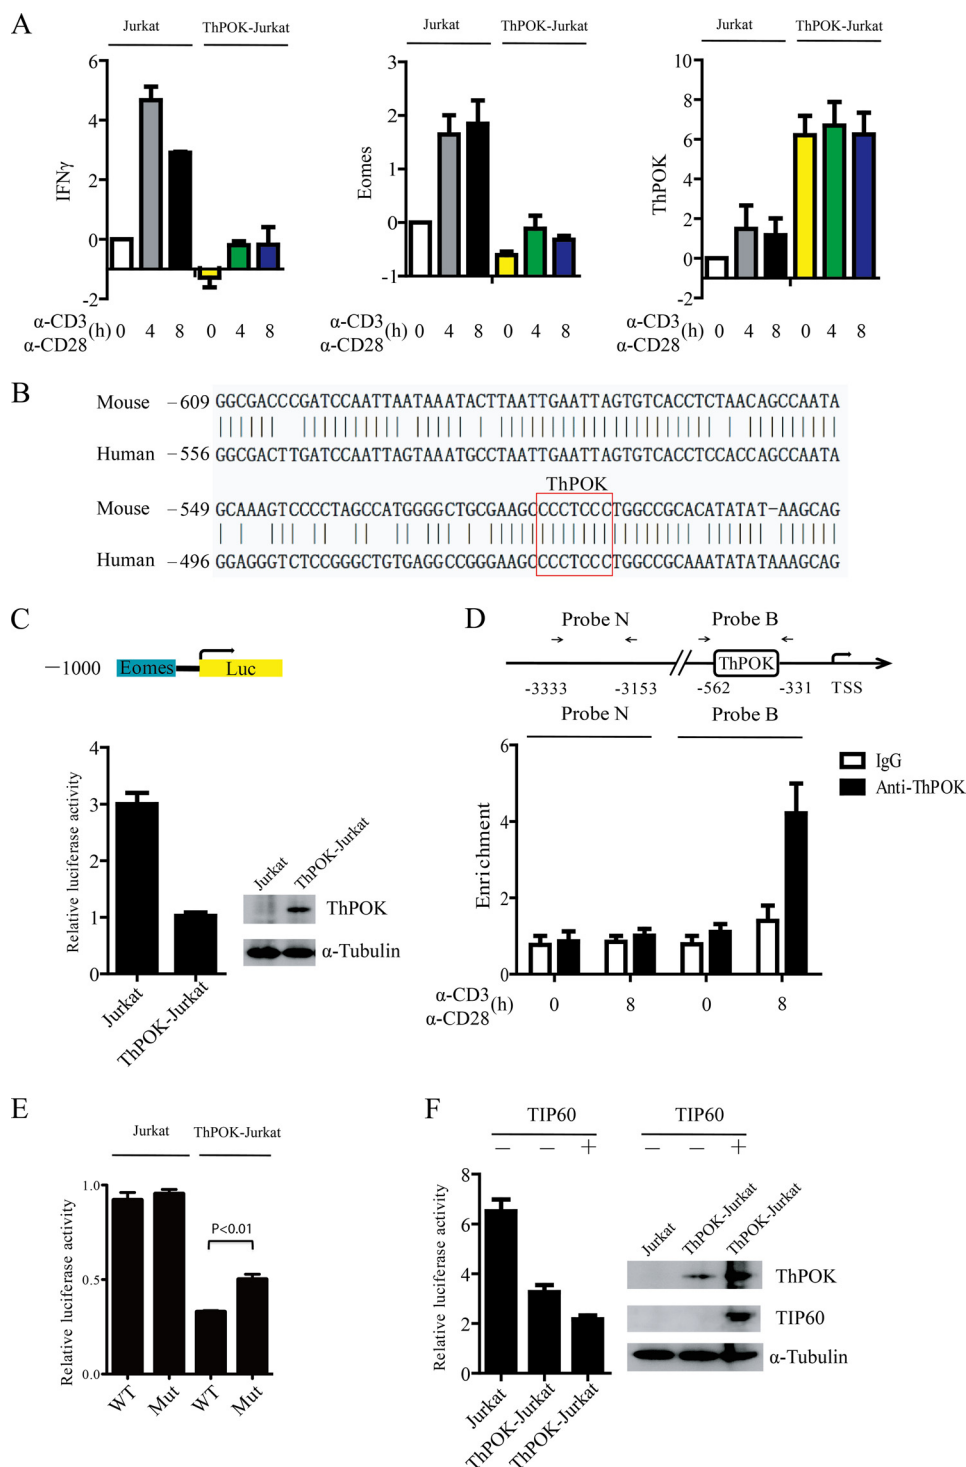 A
Jurkat
ThPOK-Jurkat
IFNγ
6
4
2
0
-2
α-CD3
α-CD28
(h)
0 4 8 0 4 8
Jurkat
ThPOK-Jurkat
Eomes
3
2
1
0
-1
α-CD3
α-CD28
(h)
0 4 8 0 4 8
Jurkat
ThPOK-Jurkat
ThPOK
10
8
6
4
2
0
-2
α-CD3
α-CD28
(h)
0 4 8 0 4 8
B
Mouse −609 GGCGACCCGATCCAATTAATAAATACTTAATTGAATTAGTGTCACCTCTAACAGCCAATA
Human −556 GGCGACTTGATCCAATTAGTAAATGCCTAATTGAATTAGTGTCACCTCCACCAGCCAATA
ThPOK
Mouse −549 GCAAAGTCCCCTAGCCATGGGGCTGCGAAGCCCCTCCCTGGCCGCACATATAT-AAGCAG
Human −496 GGAGGGTCTCCGGGCTGTGAGGCCGGGAAGCCCCTCCCTGGCCGCAAATATATAAAGCAG
C
−1000 Eomes Luc
Relative luciferase activity
4
3
2
1
0
Jurkat
ThPOK-Jurkat
Jurkat
ThPOK-Jurkat
ThPOK
α-Tubulin
D
Probe N Probe B
ThPOK
-3333 -3153 -562 -331 TSS
Probe N Probe B
IgG
Anti-ThPOK
Enrichment
6
4
2
0
α-CD3
α-CD28
(h)
0 8 0 8
E
Jurkat
ThPOK-Jurkat
P<0.01
Relative luciferase activity
1.0
0.5
0.0
WT
Mut
WT
Mut
F
TIP60
− − +
Relative luciferase activity
8
6
4
2
0
Jurkat
ThPOK-Jurkat
ThPOK-Jurkat
TIP60
− − +
Jurkat
ThPOK-Jurkat
ThPOK-Jurkat
ThPOK
TIP60
α-Tubulin